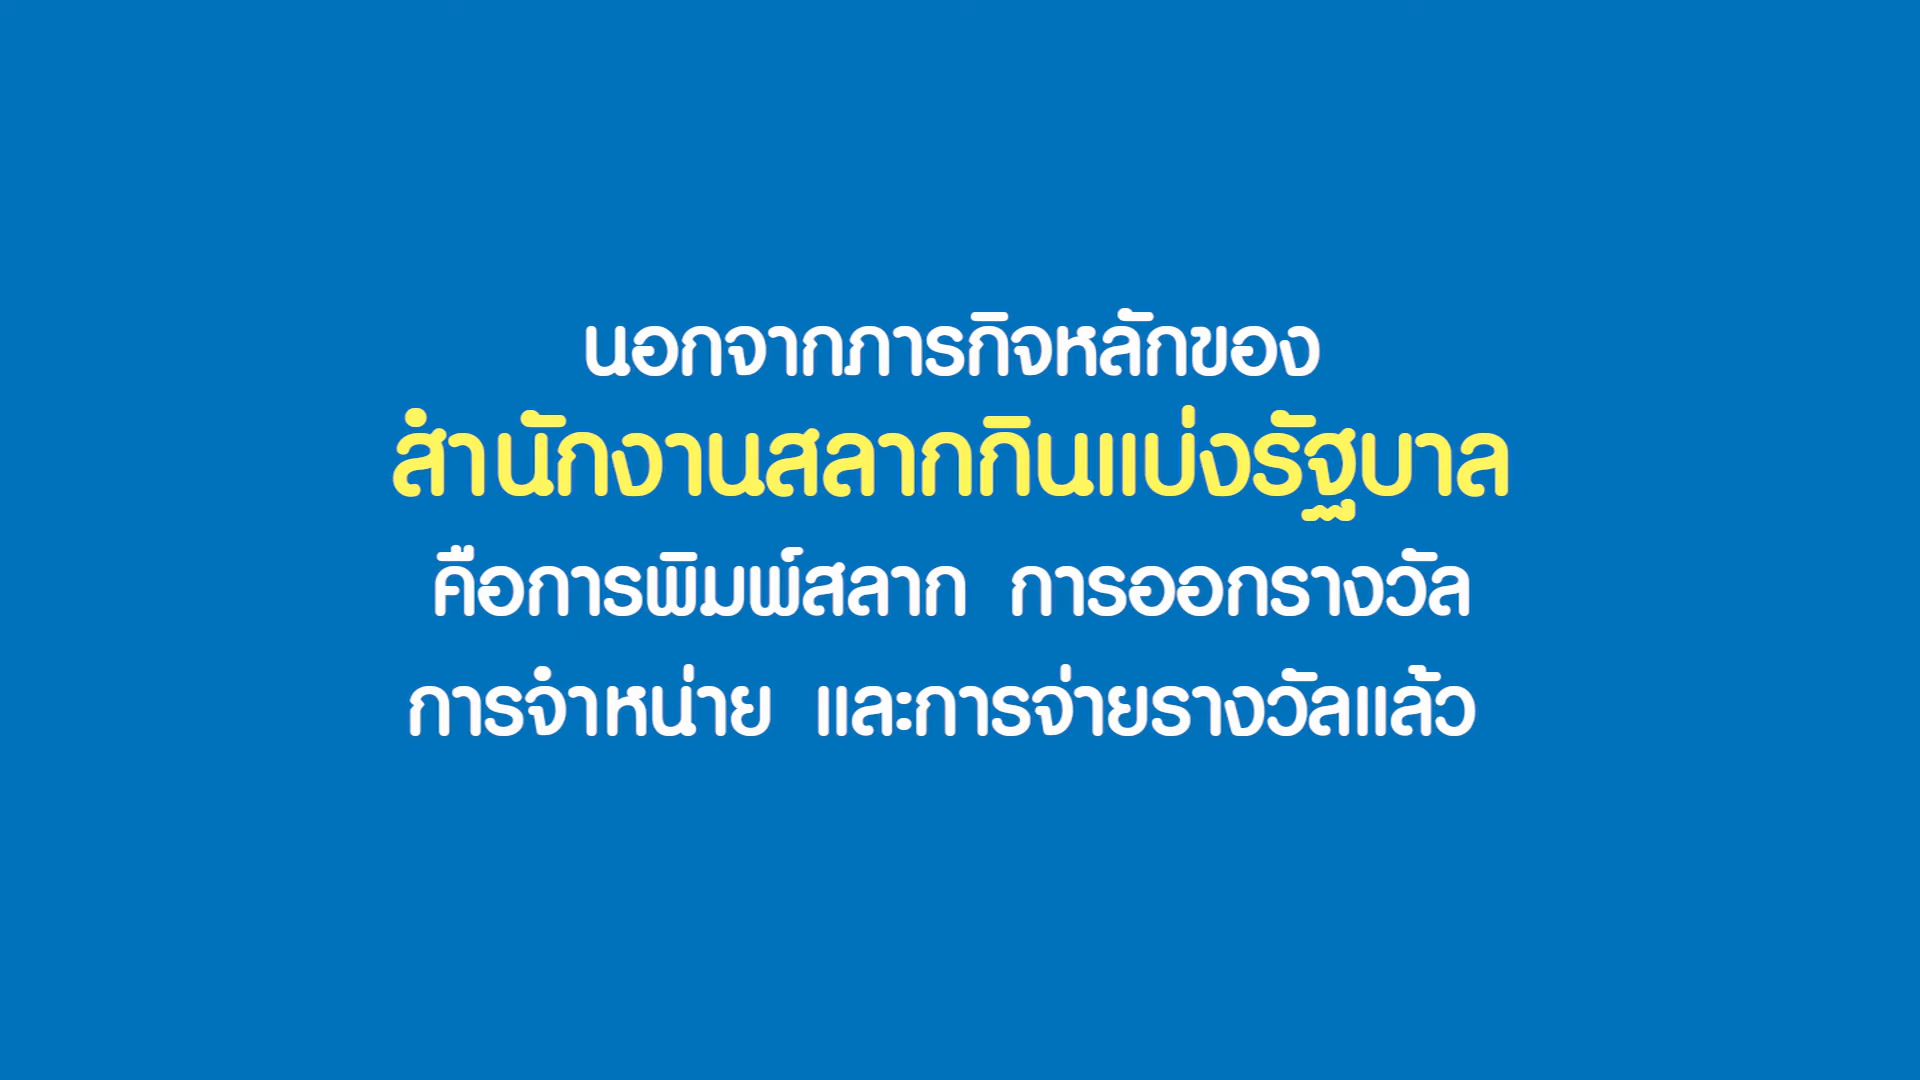 นอกจากภารกิจหลักของ
สำนักงานสลากกินแบ่งรัฐบาล
คือการพิมพ์สลาก การออกรางวัล
การจำหน่าย และการจ่ายรางวัลแล้ว